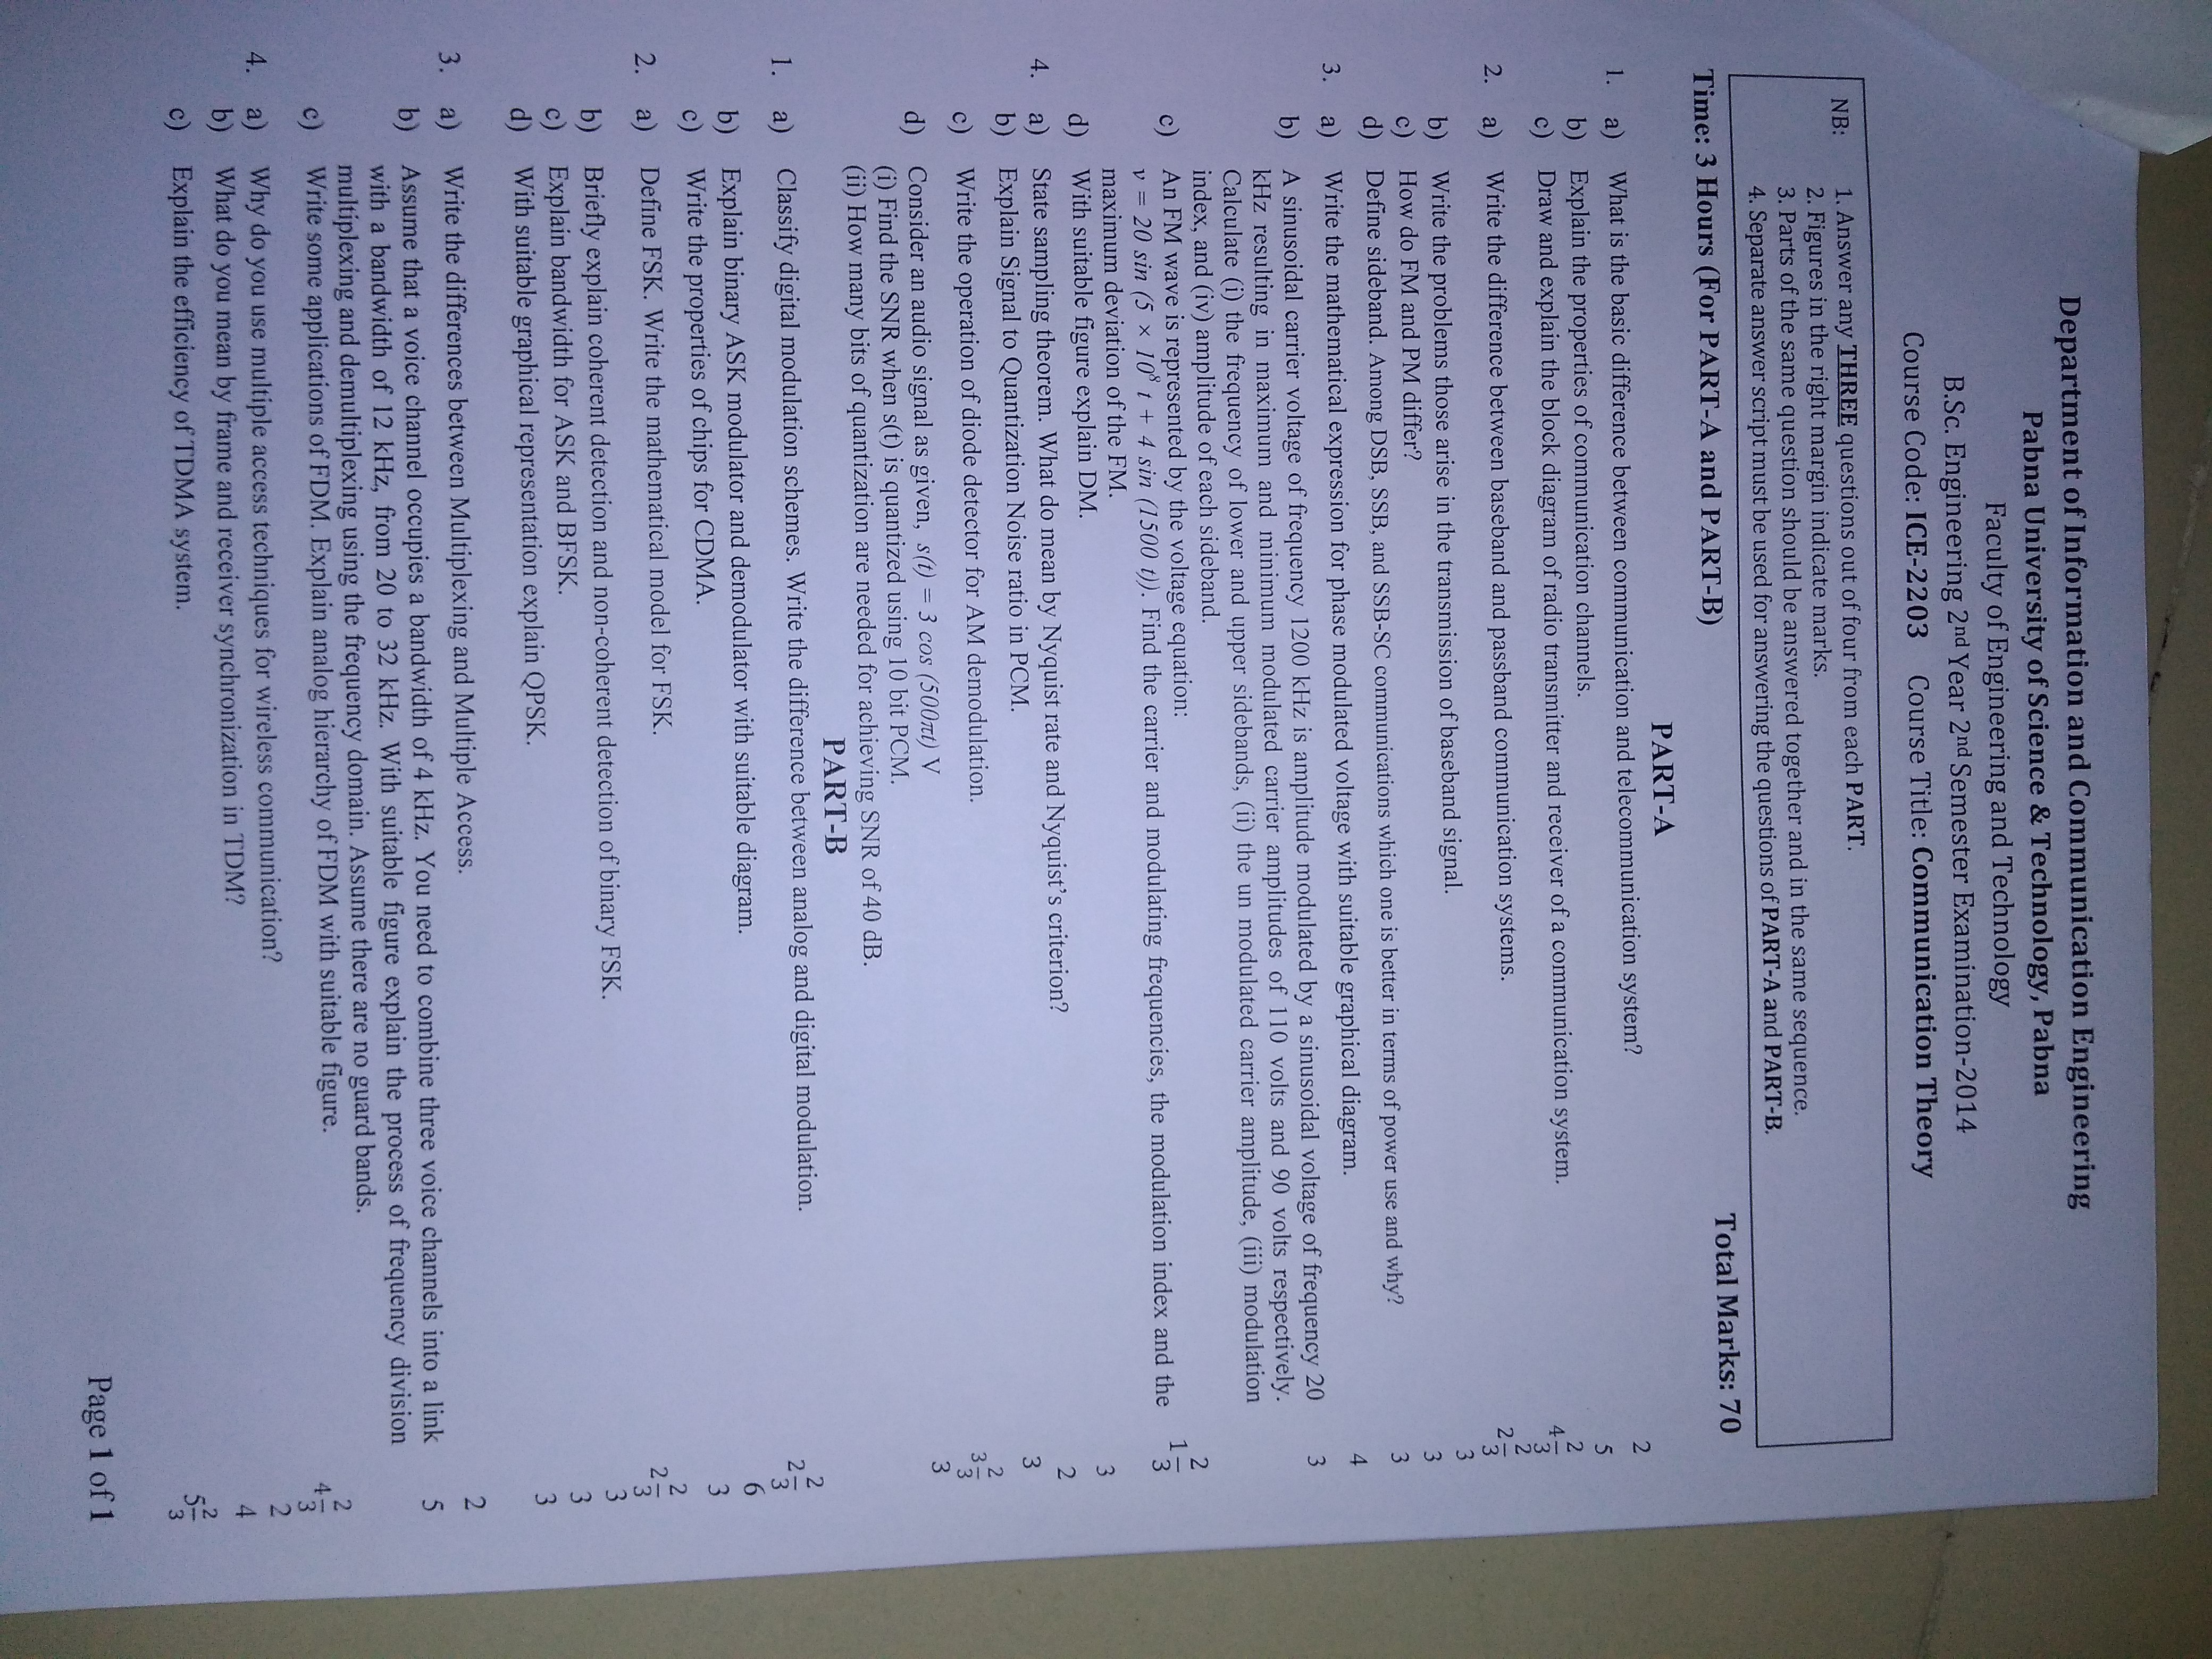 Department of Information and Communication Engineering
Pabna University of Science & Technology, Pabna
Faculty of Engineering and Technology
B.Sc. Engineering 2nd Year 2nd Semester Examination-2014
Course Code: ICE-2203 Course Title: Communication Theory
NB: 1. Answer any THREE questions out of four from each PART.
2. Figures in the right margin indicate marks.
3. Parts of the same question should be answered together and in the same sequence.
4. Separate answer script must be used for answering the questions of PART-A and PART-B.
Time: 3 Hours (For PART-A and PART-B) Total Marks: 70
PART-A
1. a) What is the basic difference between communication and telecommunication system? 2
b) Explain the properties of communication channels. 5
c) Draw and explain the block diagram of radio transmitter and receiver of a communication system. 4 2/3
2. a) Write the difference between baseband and passband communication systems. 2 2/3
b) Write the problems those arise in the transmission of baseband signal. 3
c) How do FM and PM differ? 3
d) Define sideband. Among DSB, SSB, and SSB-SC communications which one is better in terms of power use and why? 3
3. a) Write the mathematical expression for phase modulated voltage with suitable graphical diagram. 4
b) A sinusoidal carrier voltage of frequency 1200 kHz is amplitude modulated by a sinusoidal voltage of frequency 20 3
kHz resulting in maximum and minimum modulated carrier amplitudes of 110 volts and 90 volts respectively.
Calculate (i) the frequency of lower and upper sidebands, (ii) the un modulated carrier amplitude, (iii) modulation
index, and (iv) amplitude of each sideband.
c) An FM wave is represented by the voltage equation: 1 2/3
v = 20 sin (5 × 10⁸ t + 4 sin (1500 t)). Find the carrier and modulating frequencies, the modulation index and the
maximum deviation of the FM.
d) With suitable figure explain DM. 3
4. a) State sampling theorem. What do mean by Nyquist rate and Nyquist's criterion? 2
b) Explain Signal to Quantization Noise ratio in PCM. 3
c) Write the operation of diode detector for AM demodulation. 3 2/3
d) Consider an audio signal as given, s(t) = 3 cos (500πt) V 3
(i) Find the SNR when s(t) is quantized using 10 bit PCM.
(ii) How many bits of quantization are needed for achieving SNR of 40 dB.
PART-B
1. a) Classify digital modulation schemes. Write the difference between analog and digital modulation. 2 2/3
b) Explain binary ASK modulator and demodulator with suitable diagram. 6
c) Write the properties of chips for CDMA. 3
2. a) Define FSK. Write the mathematical model for FSK. 2 2/3
b) Briefly explain coherent detection and non-coherent detection of binary FSK. 3
c) Explain bandwidth for ASK and BFSK. 3
d) With suitable graphical representation explain QPSK. 3
3. a) Write the differences between Multiplexing and Multiple Access. 2
b) Assume that a voice channel occupies a bandwidth of 4 kHz. You need to combine three voice channels into a link 5
with a bandwidth of 12 kHz, from 20 to 32 kHz. With suitable figure explain the process of frequency division
multiplexing and demultiplexing using the frequency domain. Assume there are no guard bands.
c) Write some applications of FDM. Explain analog hierarchy of FDM with suitable figure. 4 2/3
4. a) Why do you use multiple access techniques for wireless communication? 2
b) What do you mean by frame and receiver synchronization in TDM? 4
c) Explain the efficiency of TDMA system. 5 2/3
Page 1 of 1